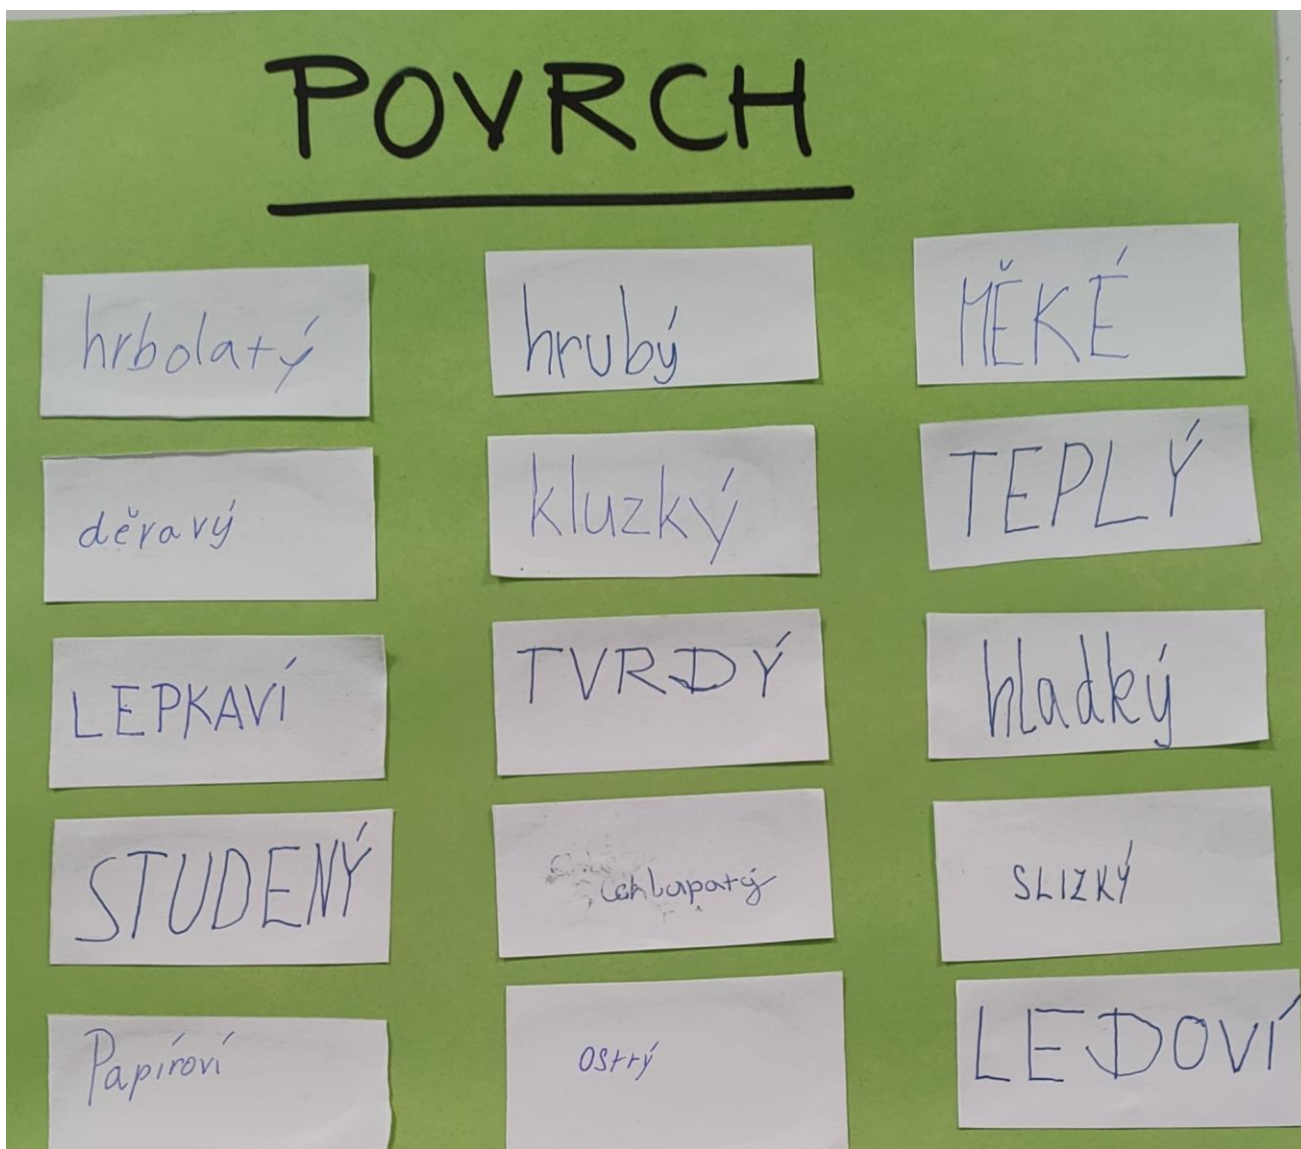 POVRCH
hrbolatý
hrubý
MĚKÉ
děravý
kluzký
TEPLÝ
LEPKAVÍ
TVRDÝ
hladký
STUDENÝ
chlupatý
SLIZKÝ
Papíroví
ostrý
LEDOVÍ